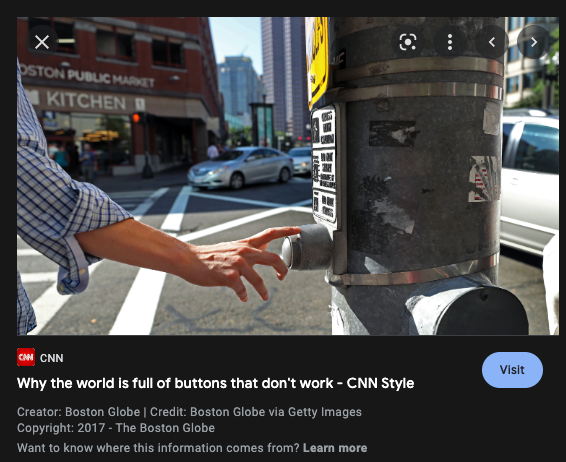 OSTON PUBLIC MARKET
KITCHEN
CNN
CNN
Why the world is full of buttons that don't work - CNN Style
Visit
Creator: Boston Globe | Credit: Boston Globe via Getty Images
Copyright: 2017 - The Boston Globe
Want to know where this information comes from? Learn more